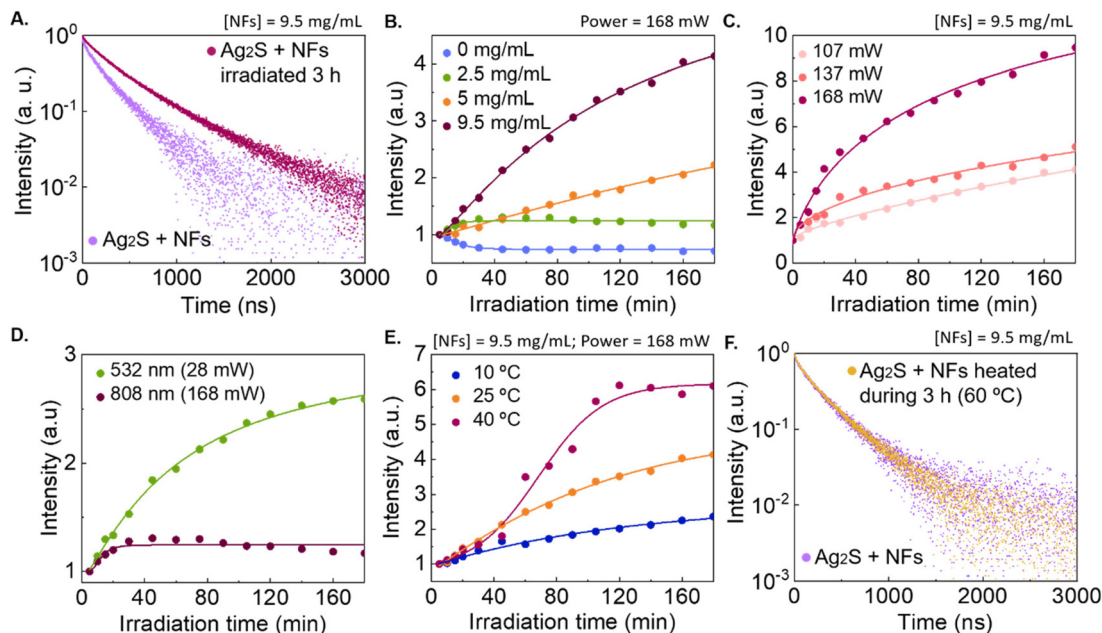 A.
[NFs] = 9.5 mg/mL
10⁰
10⁻¹
10⁻²
10⁻³
Intensity (a. u.)
Ag₂S + NFs
irradiated 3 h
Ag₂S + NFs
0
1000
2000
3000
Time (ns)
B.
Power = 168 mW
4
3
2
1
Intensity (a.u)
0 mg/mL
2.5 mg/mL
5 mg/mL
9.5 mg/mL
0
40
80
120
160
Irradiation time (min)
C.
[NFs] = 9.5 mg/mL
10
8
6
4
2
0
Intensity (a.u.)
107 mW
137 mW
168 mW
0
40
80
120
160
Irradiation time (min)
D.
3
2
1
Intensity (a.u)
532 nm (28 mW)
808 nm (168 mW)
0
40
80
120
160
Irradiation time (min)
E.
[NFs] = 9.5 mg/mL; Power = 168 mW
7
6
5
4
3
2
1
0
Intensity (a.u.)
10 ºC
25 ºC
40 ºC
0
40
80
120
160
Irradiation time (min)
F.
[NFs] = 9.5 mg/mL
10⁰
10⁻¹
10⁻²
10⁻³
Intensity (a.u.)
Ag₂S + NFs heated
during 3 h (60 ºC)
Ag₂S + NFs
0
1000
2000
3000
Time (ns)